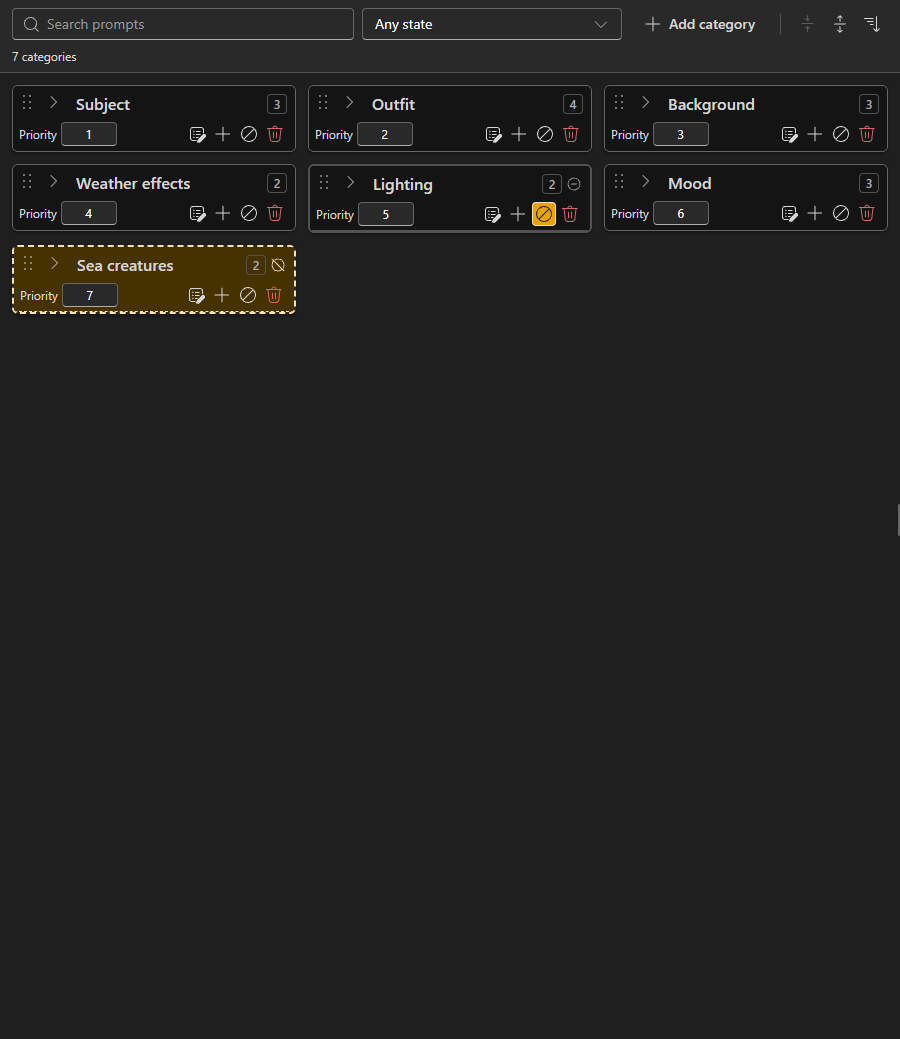 Search prompts
Any state
Add category
7 categories
Subject 3
Priority 1
Outfit 4
Priority 2
Background 3
Priority 3
Weather effects 2
Priority 4
Lighting 2
Priority 5
Mood 3
Priority 6
Sea creatures 2
Priority 7